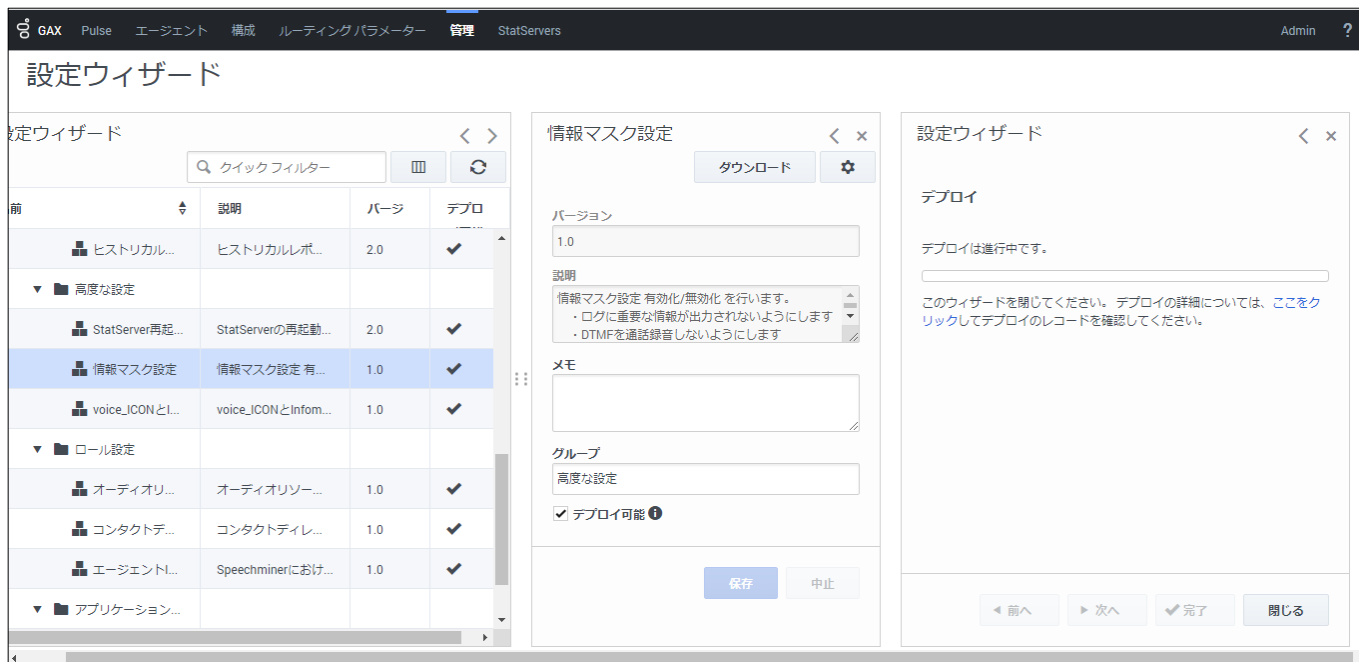 GAX Pulse エージェント 構成 ルーティング パラメーター 管理 StatServers Admin ?
設定ウィザード
設定ウィザード
クイック フィルター
前 説明 バージ デプロ
ヒストリカル... ヒストリカルレポ... 2.0
高度な設定
StatServer再起... StatServerの再起動... 2.0
情報マスク設定 情報マスク設定 有... 1.0
voice_ICONとI... voice_ICONとInfom... 1.0
ロール設定
オーディオリ... オーディオリソー... 1.0
コンタクトデ... コンタクトディレ... 1.0
エージェントI... Speechminerにおけ... 1.0
アプリケーション...
情報マスク設定
ダウンロード
バージョン
1.0
説明
情報マスク設定 有効化/無効化 を行います。
・ログに重要な情報が出力されないようにします
・DTMFを通話録音しないようにします
メモ
グループ
高度な設定
デプロイ可能
保存 中止
設定ウィザード
デプロイ
デプロイは進行中です。
このウィザードを閉じてください。 デプロイの詳細については、ここをク
リックしてデプロイのレコードを確認してください。
前へ 次へ 完了 閉じる